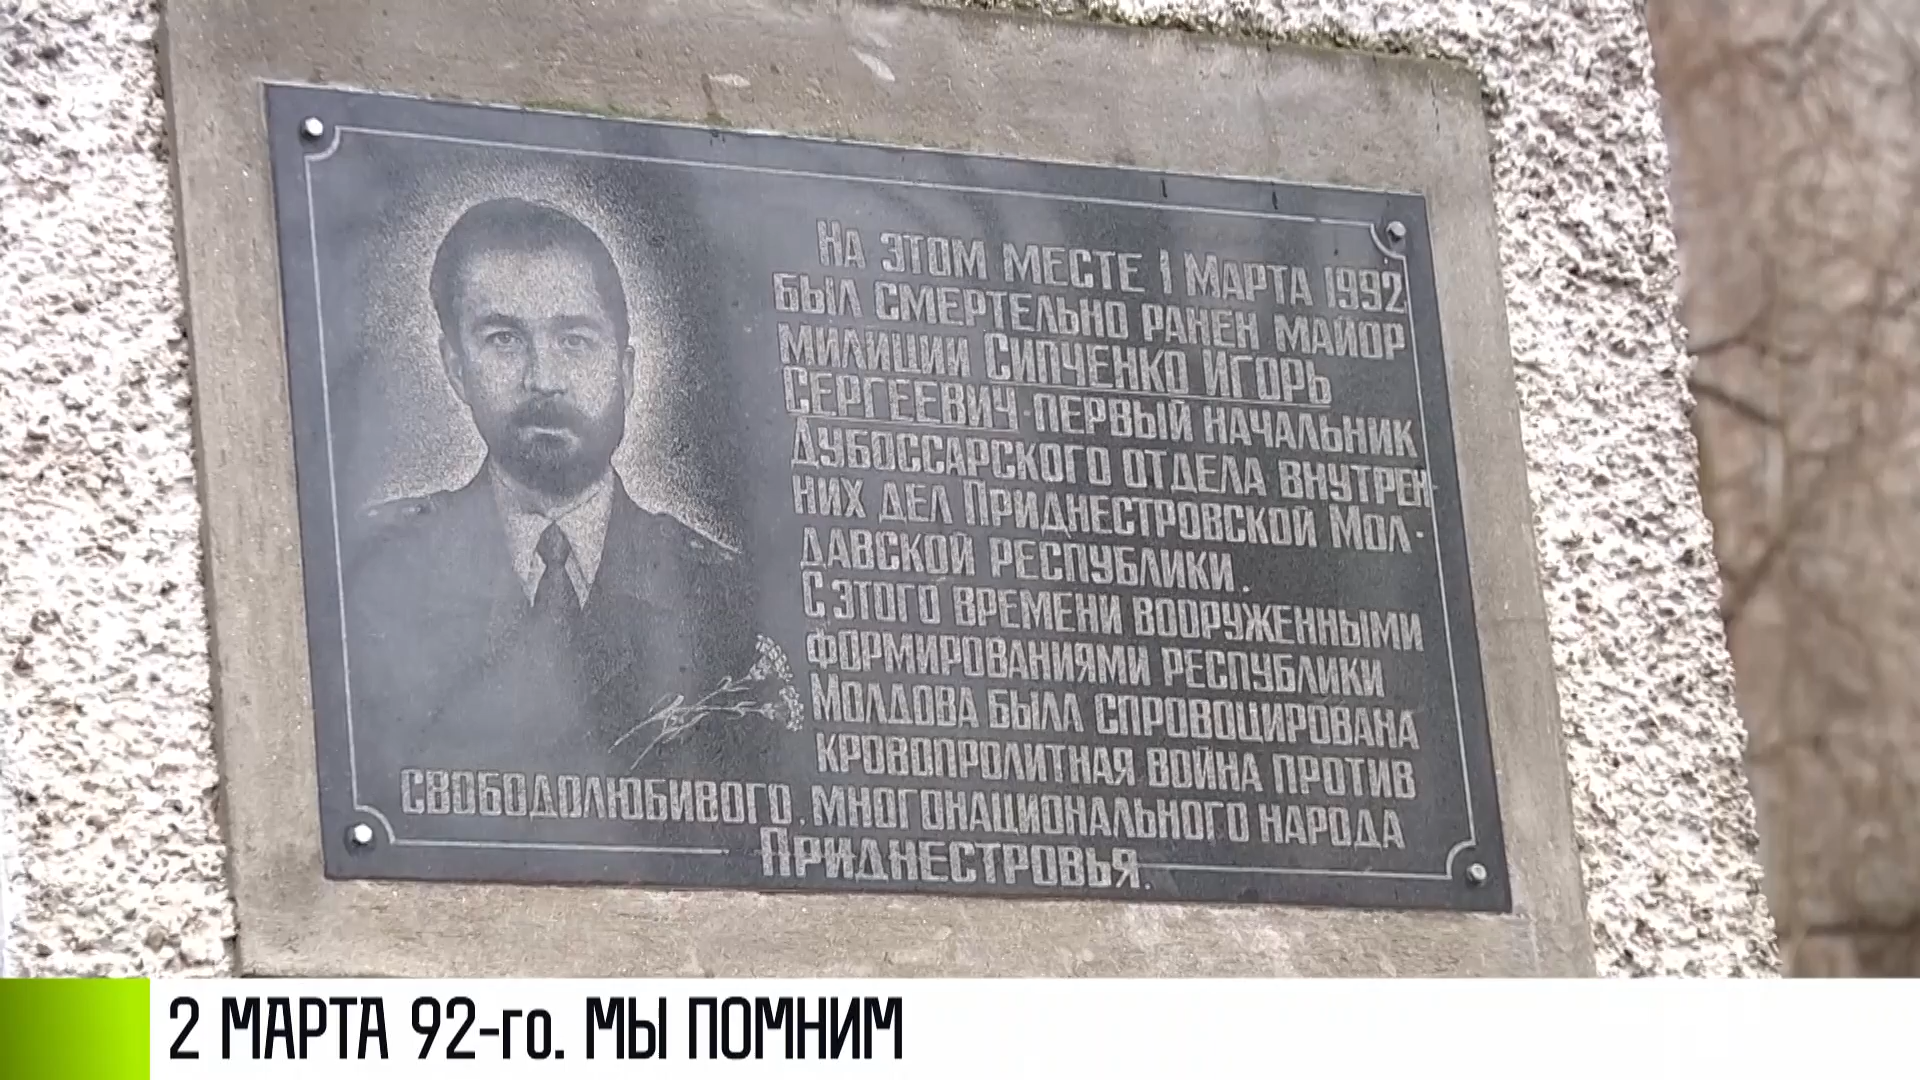 На этом месте 1 Марта 1992
был смертельно ранен майор
милиции Сипченко Игорь
Сергеевич - первый начальник
Дубоссарского отдела внутрен-
них дел Приднестровской Мол-
давской республики.
С этого времени вооруженными
формированиями республики
Молдова была спровоцирована
кровопролитная война против
свободолюбивого, многонационального народа
Приднестровья.
2 МАРТА 92-го. МЫ ПОМНИМ